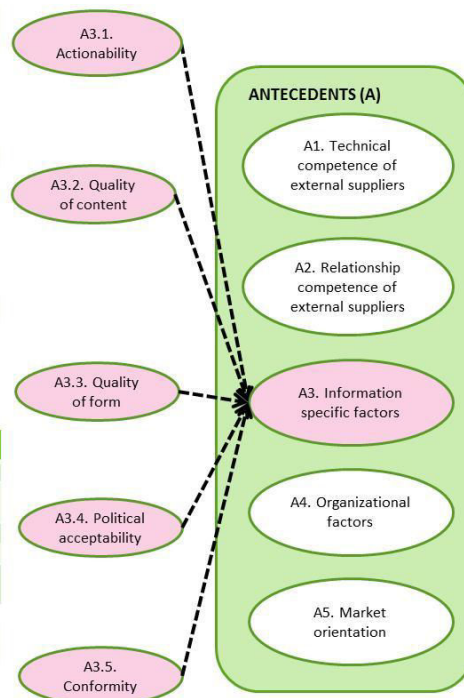 A3.1.
Actionability
A3.2. Quality
of content
A3.3. Quality
of form
A3.4. Political
acceptability
A3.5.
Conformity
ANTECEDENTS (A)
A1. Technical
competence of
external suppliers
A2. Relationship
competence of
external suppliers
A3. Information
specific factors
A4. Organizational
factors
A5. Market
orientation